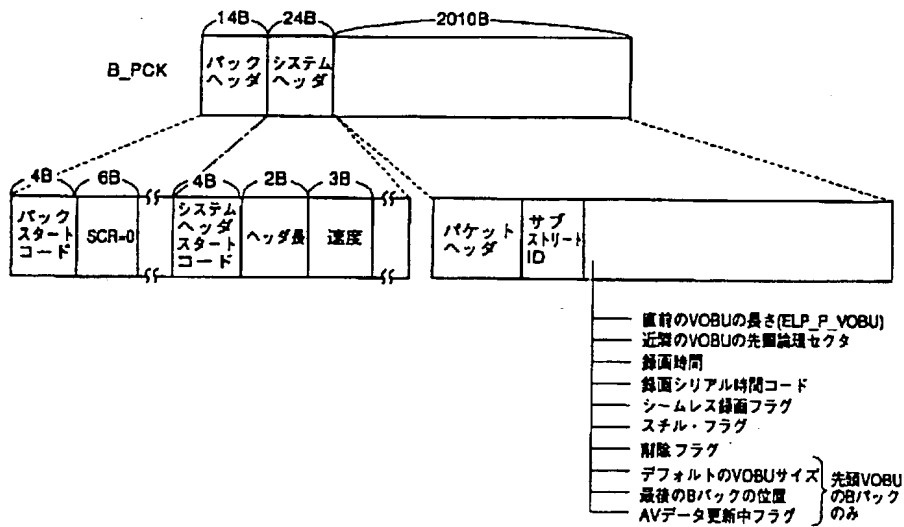 14B 24B 2010B
B_PCK
パック
ヘッダ
システム
ヘッダ
4B 6B 4B 2B 3B
パック
スタート
コード
SCR=0
システム
ヘッダ
スタート
コード
ヘッダ長
速度
パケット
ヘッダ
サブ
ストリート
ID
直前のVOBUの長さ(ELP_P_VOBU)
近隣のVOBUの先頭論理セクタ
録画時間
録画シリアル時間コード
シームレス録画フラグ
スチル・フラグ
削除フラグ
デフォルトのVOBUサイズ
最後のBパックの位置
AVデータ更新中フラグ
先頭VOBU
のBパック
のみ